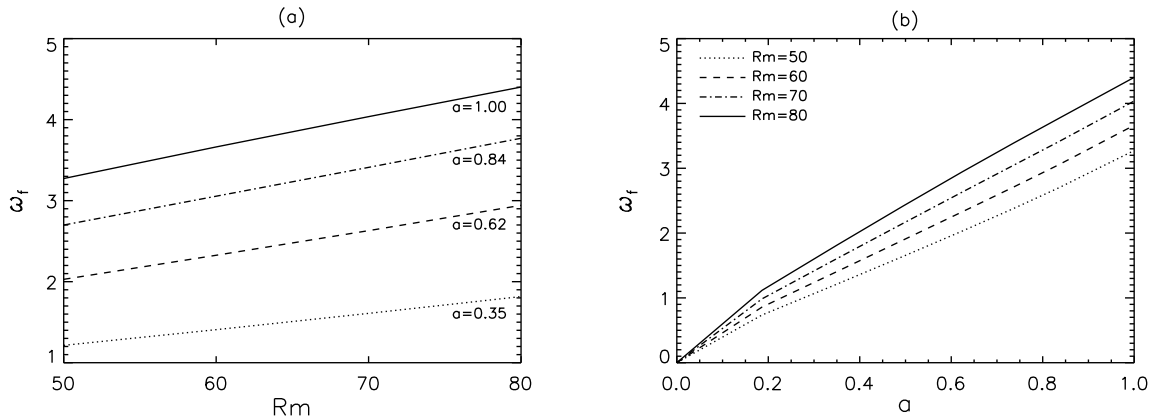 (a)
5
4
3
2
1
ω_f
50 60 70 80
Rm
a=1.00
a=0.84
a=0.62
a=0.35
(b)
5
4
3
2
1
0
ω_f
0.0 0.2 0.4 0.6 0.8 1.0
a
Rm=50
Rm=60
Rm=70
Rm=80